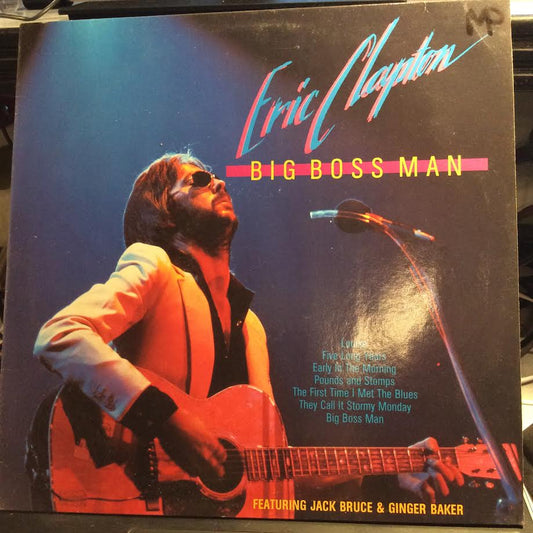 MP
Eric Clapton
BIG BOSS MAN
Five Long Years
Early In The Morning
Pounds and Stomps
The First Time I Met The Blues
They Call It Stormy Monday
Big Boss Man
FEATURING JACK BRUCE & GINGER BAKER